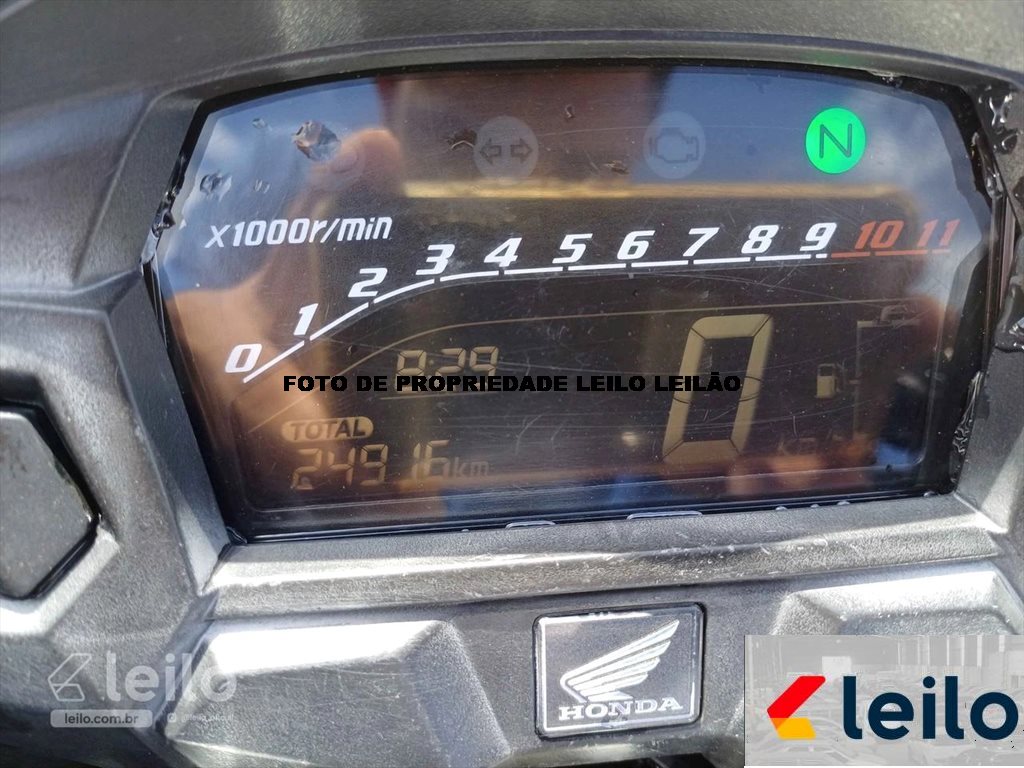 N
X1000r/min
0 1 2 3 4 5 6 7 8 9 10 11
8:29
0
FOTO DE PROPRIEDADE LEILO LEILÃO
TOTAL
24916km
HONDA
leilo
leilo.com.br
leilo